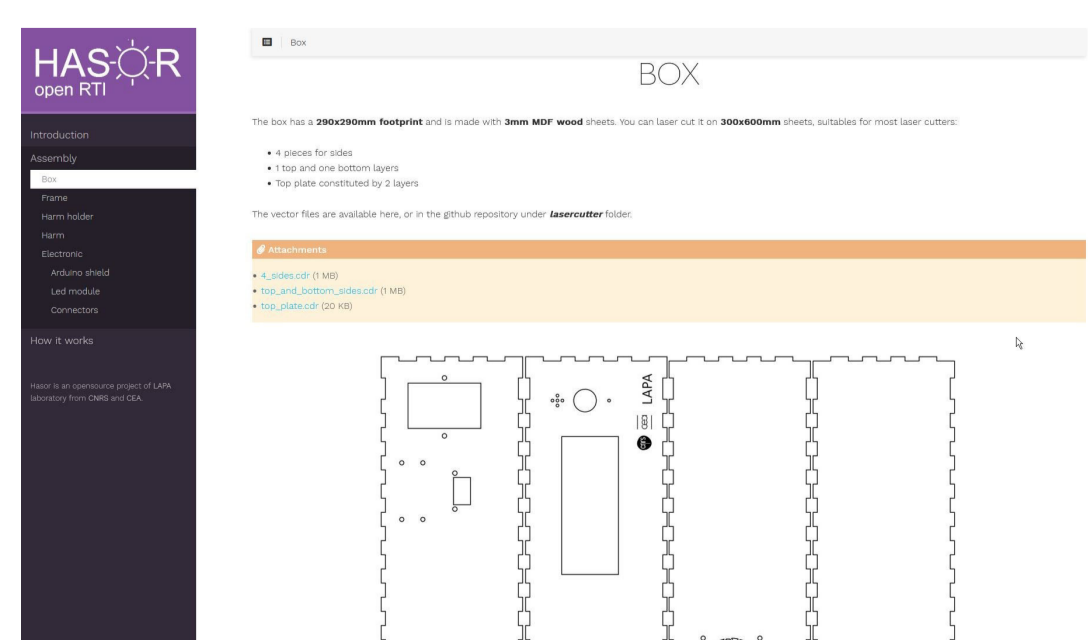 HAS-R
open RTI
Introduction
Assembly
Box
Frame
Harm holder
Harm
Electronic
Arduino shield
Led module
Connectors
How it works
Hasor is an opensource project of LAPA
laboratory from CNRS and CEA.
Box
BOX
The box has a 290x290mm footprint and is made with 3mm MDF wood sheets. You can laser cut it on 300x600mm sheets, suitables for most laser cutters:
• 4 pieces for sides
• 1 top and one bottom layers
• Top plate constituted by 2 layers
The vector files are available here, or in the github repository under lasercutter folder.
Attachments
• 4_sides.cdr (1 MB)
• top_and_bottom_sides.cdr (1 MB)
• top_plate.cdr (20 KB)
LAPA